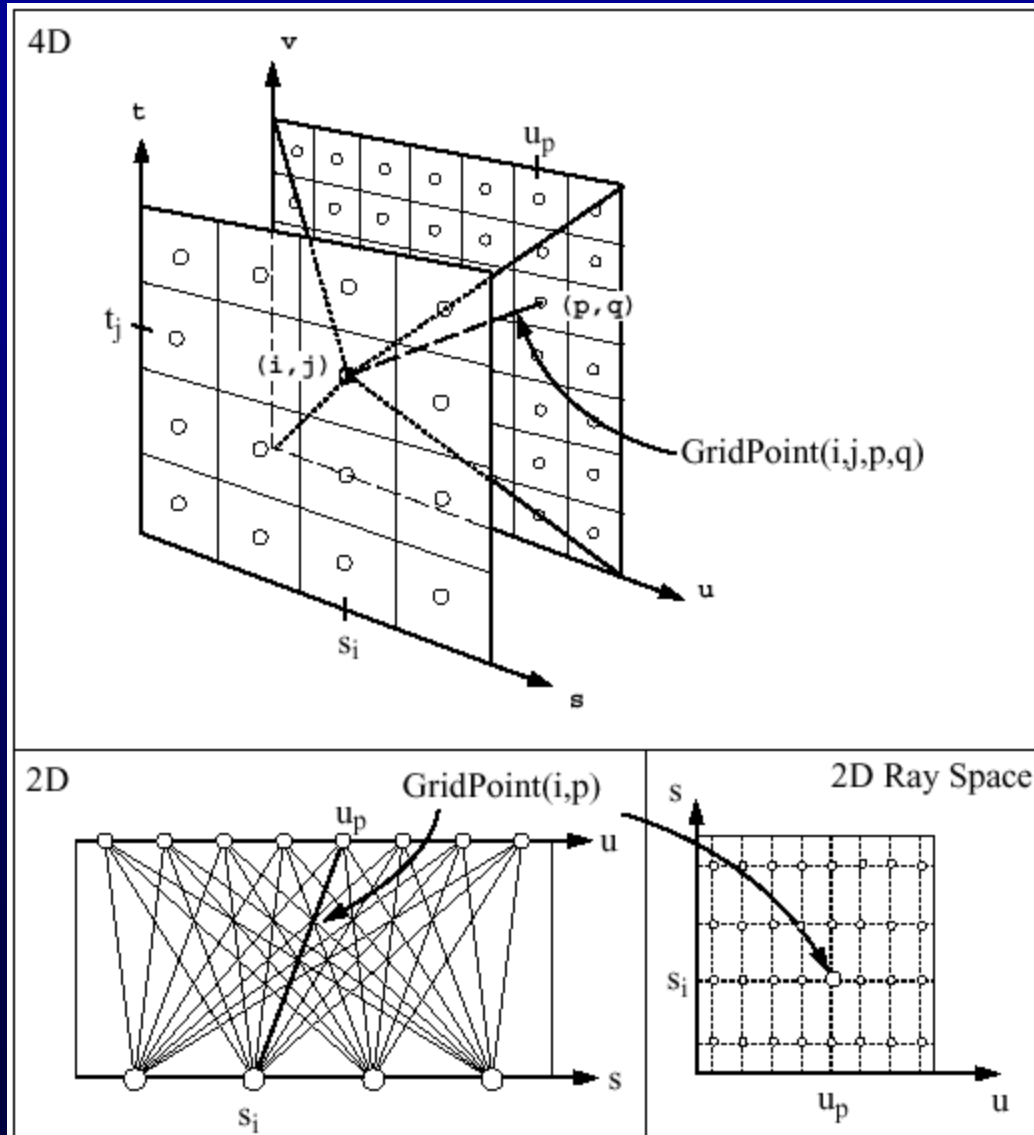 4D
v
t
u_p
t_j
(i,j)
(p,q)
GridPoint(i,j,p,q)
u
s_i
s
2D
GridPoint(i,p)
u_p
u
s
s_i
2D Ray Space
s
s_i
u_p
u